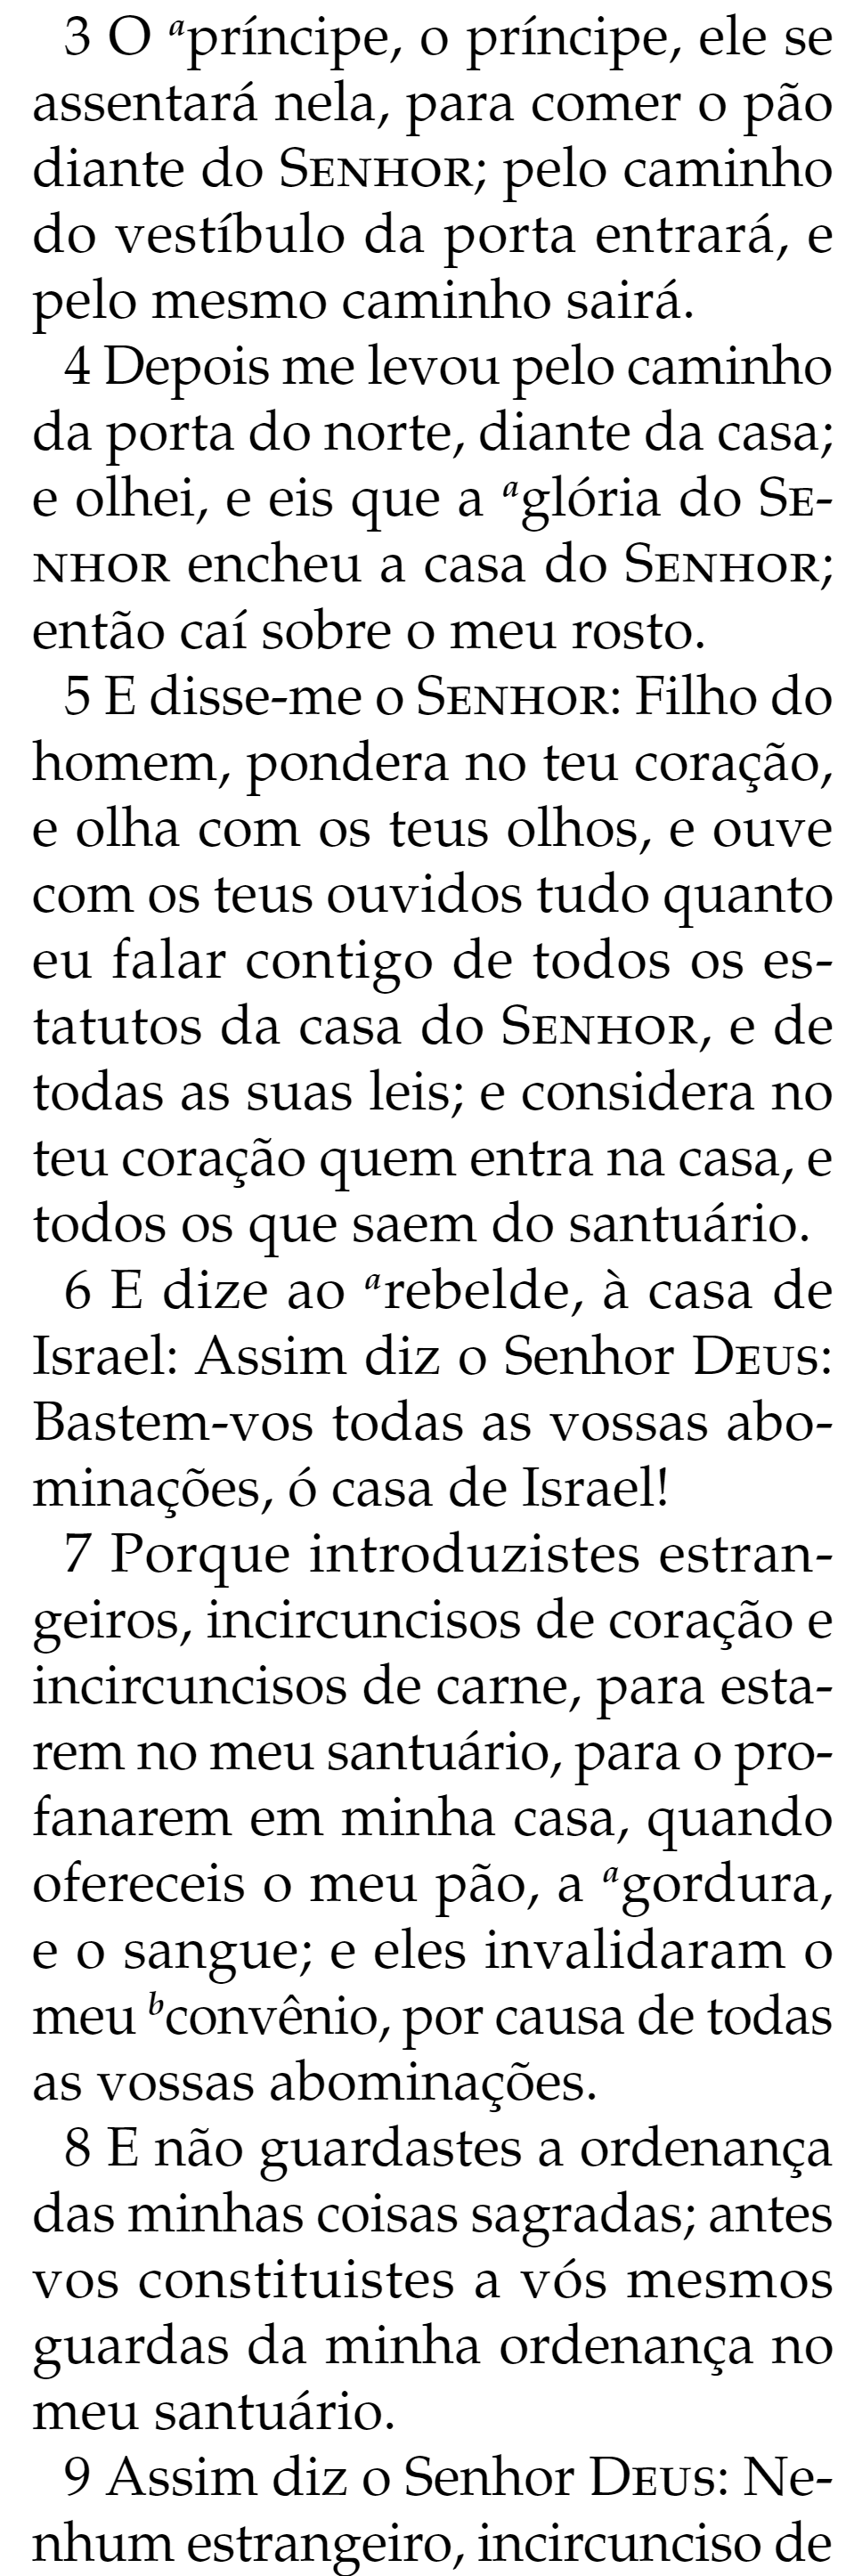 3 O ᵃpríncipe, o príncipe, ele se
assentará nela, para comer o pão
diante do SENHOR; pelo caminho
do vestíbulo da porta entrará, e
pelo mesmo caminho sairá.
4 Depois me levou pelo caminho
da porta do norte, diante da casa;
e olhei, e eis que a ᵃglória do SE-
NHOR encheu a casa do SENHOR;
então caí sobre o meu rosto.
5 E disse-me o SENHOR: Filho do
homem, pondera no teu coração,
e olha com os teus olhos, e ouve
com os teus ouvidos tudo quanto
eu falar contigo de todos os es-
tatutos da casa do SENHOR, e de
todas as suas leis; e considera no
teu coração quem entra na casa, e
todos os que saem do santuário.
6 E dize ao ᵃrebelde, à casa de
Israel: Assim diz o Senhor DEUS:
Bastem-vos todas as vossas abo-
minações, ó casa de Israel!
7 Porque introduzistes estran-
geiros, incircuncisos de coração e
incircuncisos de carne, para esta-
rem no meu santuário, para o pro-
fanarem em minha casa, quando
ofereceis o meu pão, a ᵃgordura,
e o sangue; e eles invalidaram o
meu ᵇconvênio, por causa de todas
as vossas abominações.
8 E não guardastes a ordenança
das minhas coisas sagradas; antes
vos constituistes a vós mesmos
guardas da minha ordenança no
meu santuário.
9 Assim diz o Senhor DEUS: Ne-
nhum estrangeiro, incircunciso de